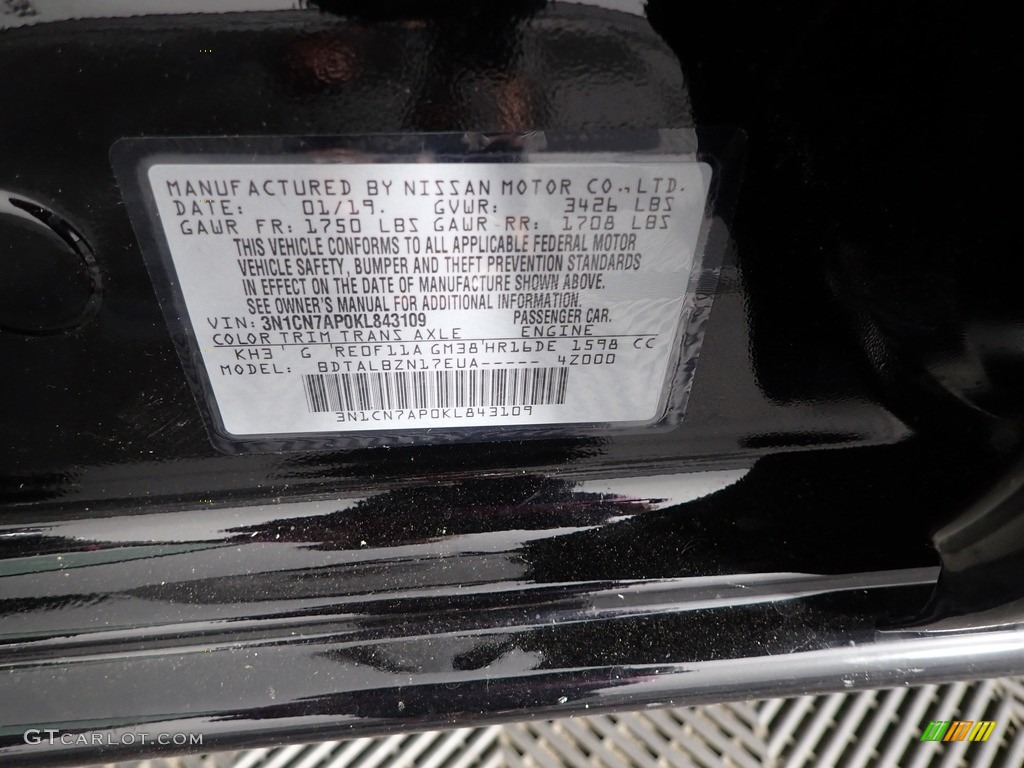 MANUFACTURED BY NISSAN MOTOR CO., LTD.
DATE: 01/19. GVWR: 3426 LBS
GAWR FR: 1750 LBS GAWR RR: 1708 LBS
THIS VEHICLE CONFORMS TO ALL APPLICABLE FEDERAL MOTOR
VEHICLE SAFETY, BUMPER AND THEFT PREVENTION STANDARDS
IN EFFECT ON THE DATE OF MANUFACTURE SHOWN ABOVE.
SEE OWNER'S MANUAL FOR ADDITIONAL INFORMATION.
VIN: 3N1CN7AP0KL843109 PASSENGER CAR.
COLOR TRIM TRANS AXLE ENGINE
KH3' G 'RE0F11A GM38'HR16DE 1598 CC
MODEL: BDTALBZN17EUA----- 4Z000
3N1CN7AP0KL843109
GTCARLOT.COM